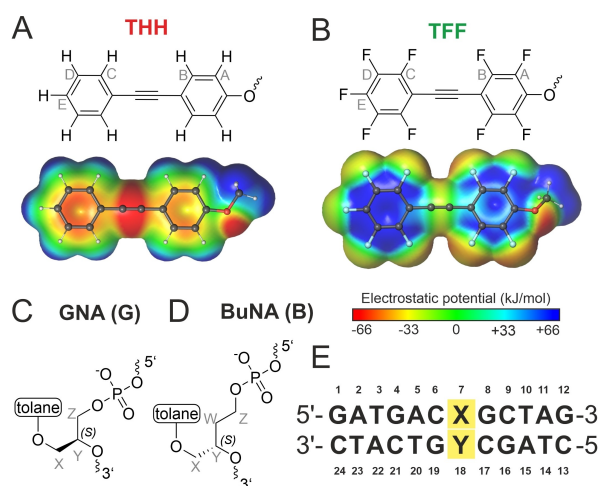 A
THH
H H H H
D C B A
H E O
H H H H
B
TFF
F F F F
D C B A
F E O
F F F F
C GNA (G)
D BuNA (B)
Electrostatic potential (kJ/mol)
-66 -33 0 +33 +66
-O O 5‘
P
O O
tolane Z
(S)
O X Y O
3‘
-O O 5‘
P
O O
tolane W Z
(S)
O X Y O
3‘
E
1 2 3 4 5 6 7 8 9 10 11 12
5'- GATGAC X GCTAG-3
3'- CTACTG Y CGATC-5
24 23 22 21 20 19 18 17 16 15 14 13